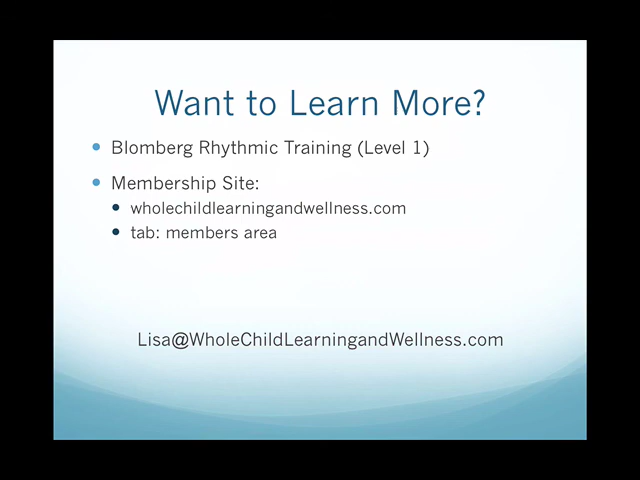 Want to Learn More?
Blomberg Rhythmic Training (Level 1)
Membership Site:
wholechildlearningandwellness.com
tab: members area
Lisa@WholeChildLearningandWellness.com